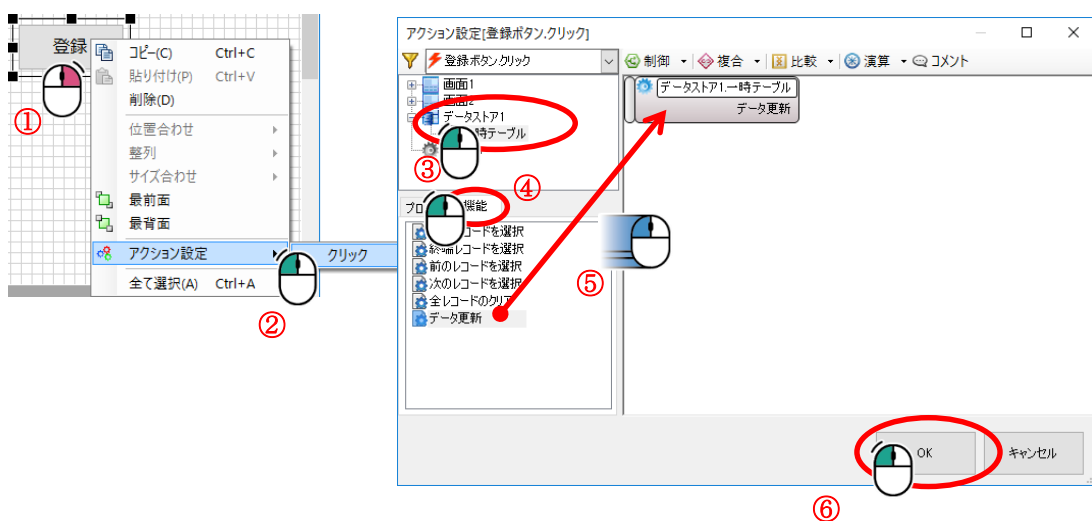 登録
①
コピー(C) Ctrl+C
貼り付け(P) Ctrl+V
削除(D)
位置合わせ
整列
サイズ合わせ
最前面
最背面
アクション設定
クリック
全て選択(A) Ctrl+A
②
アクション設定[登録ボタン.クリック]
登録ボタン.クリック
制御 複合 比較 演算 コメント
画面1
画面2
データストア1
時テーブル
③
④
プロ 機能
コードを選択
終端レコードを選択
前のレコードを選択
次のレコードを選択
全レコードのクリア
データ更新
データストア1.一時テーブル
データ更新
⑤
OK
キャンセル
⑥